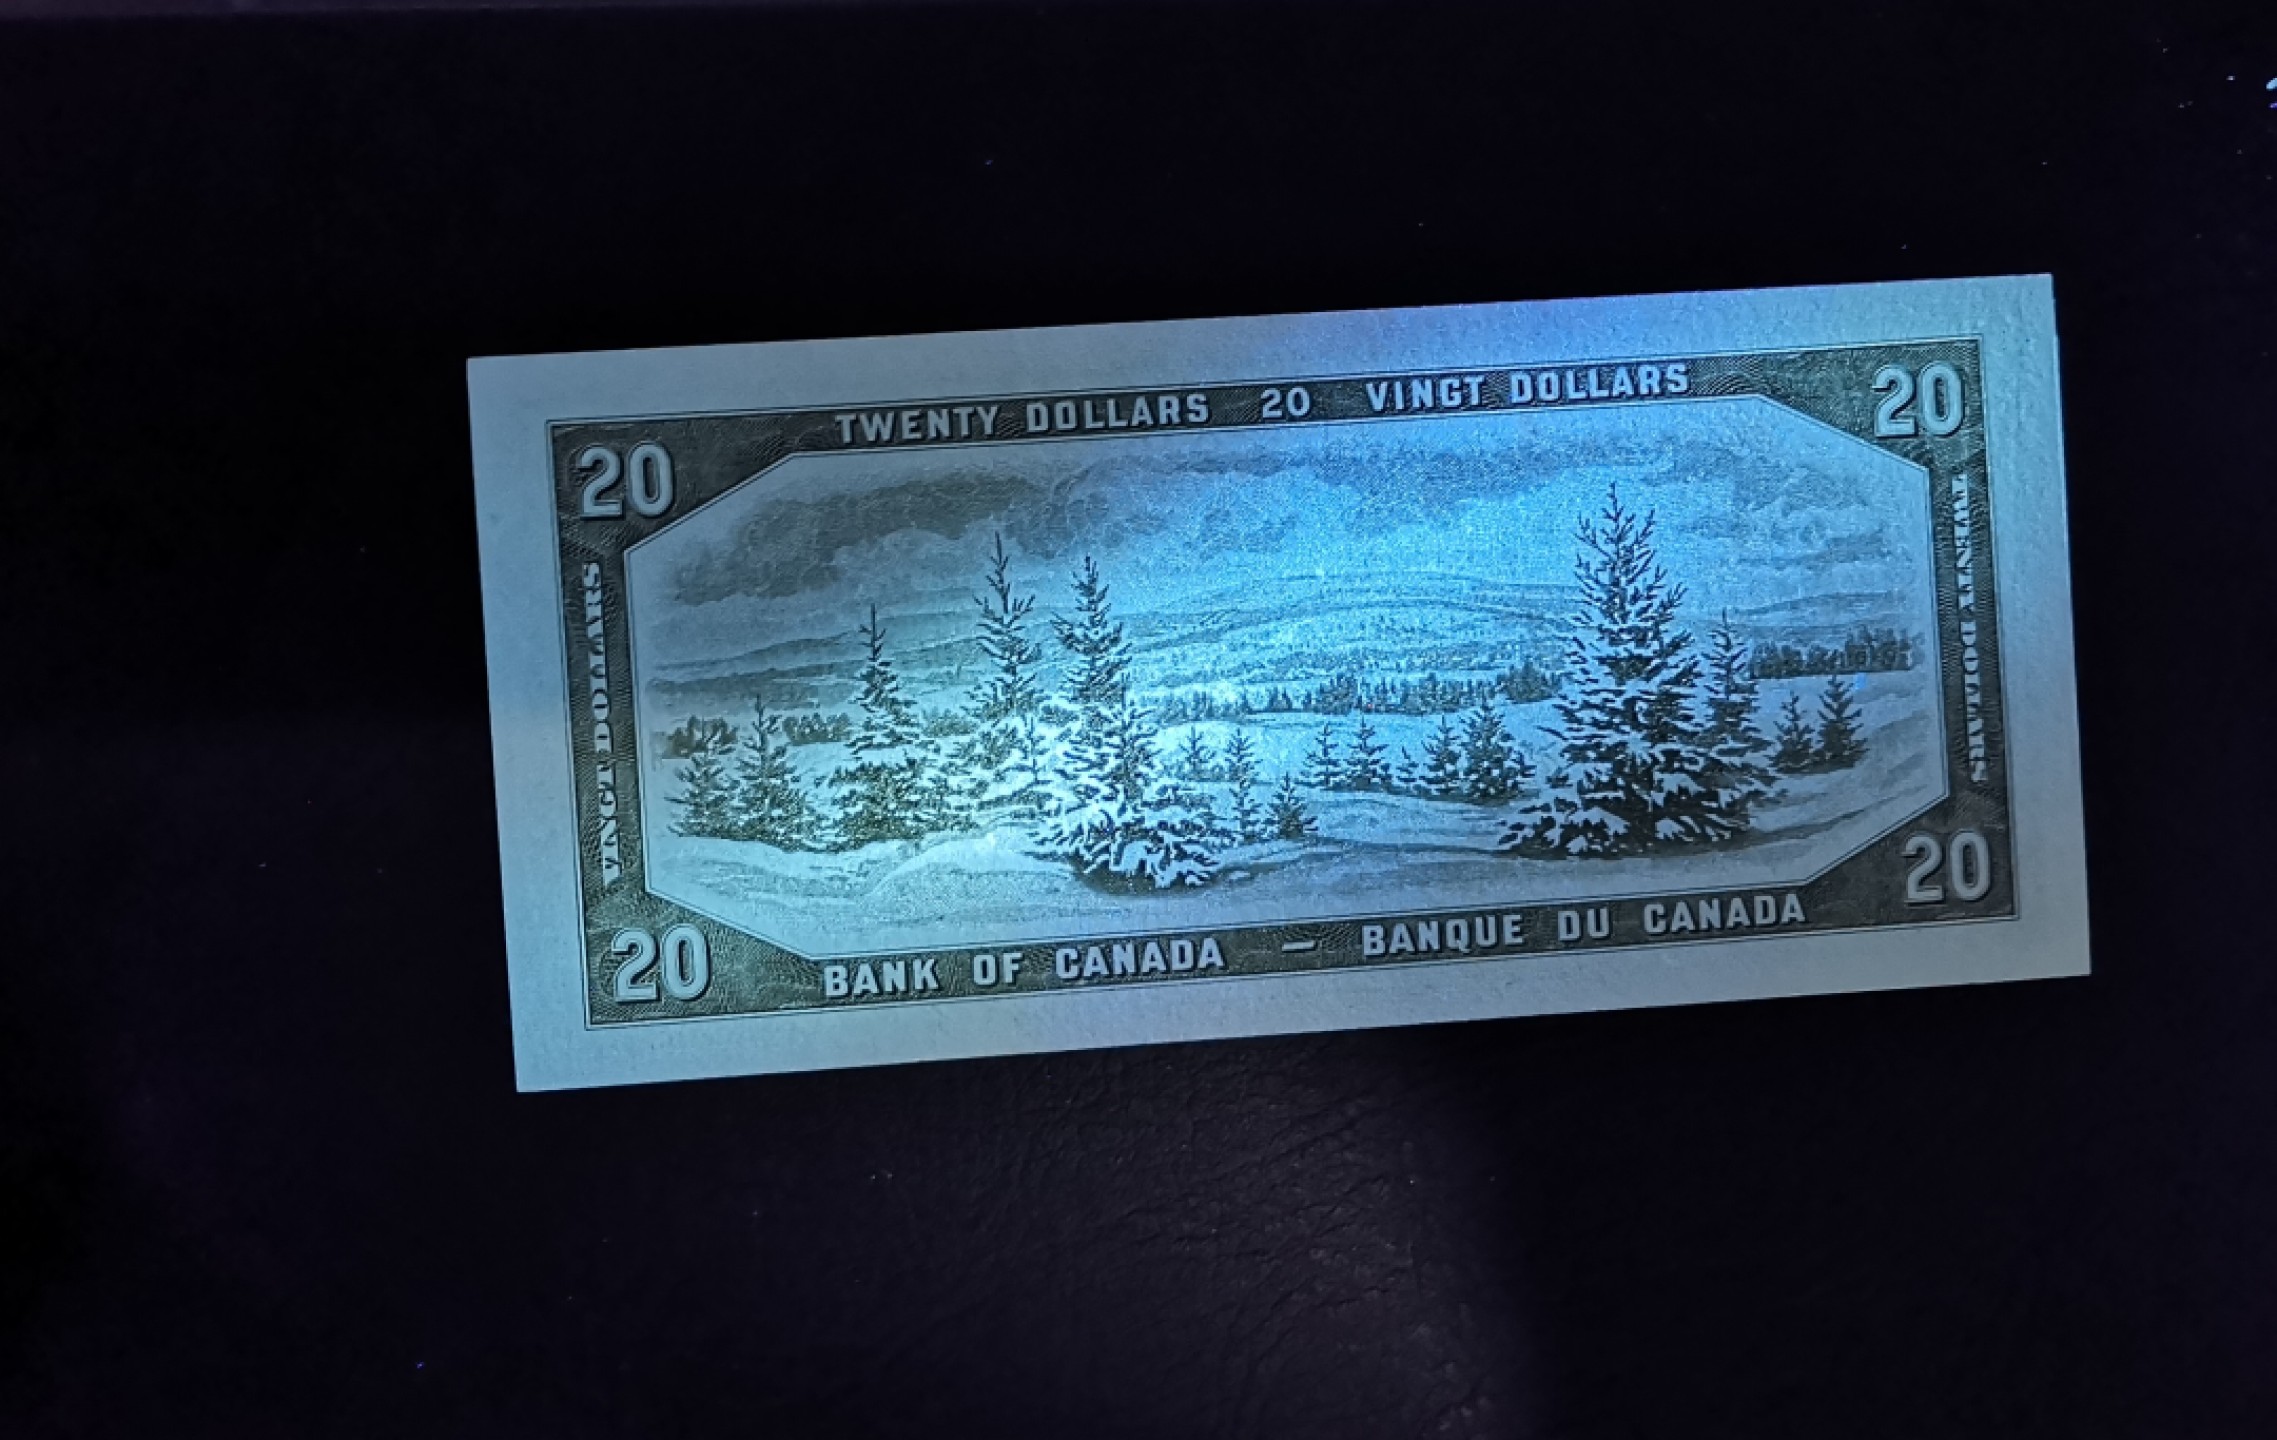 TWENTY DOLLARS 20 VINGT DOLLARS
20
20
VINGT DOLLARS
TWENTY DOLLARS
20
20
BANK OF CANADA — BANQUE DU CANADA